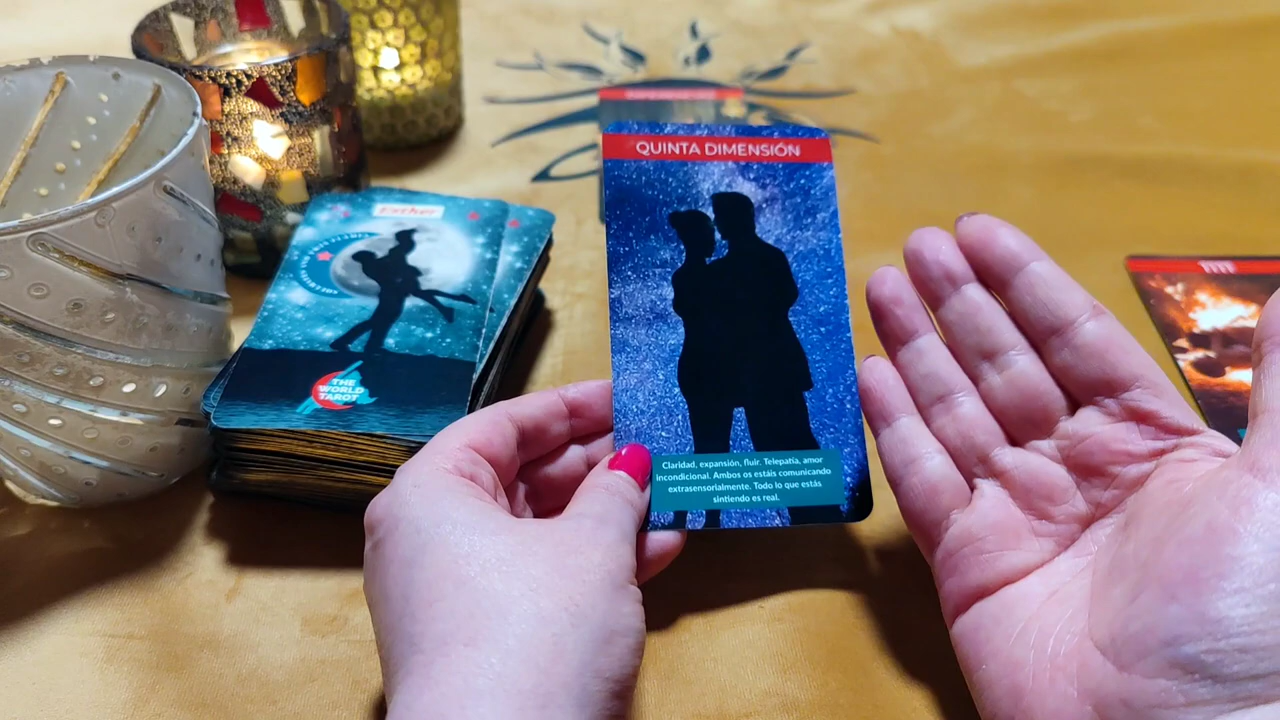 QUINTA DIMENSIÓN
Claridad, expansión, fluir. Telepatía, amor
incondicional. Ambos os estáis comunicando
extrasensorialmente. Todo lo que estás
sintiendo es real.
Esther
THE
WORLD
TAROT
1111